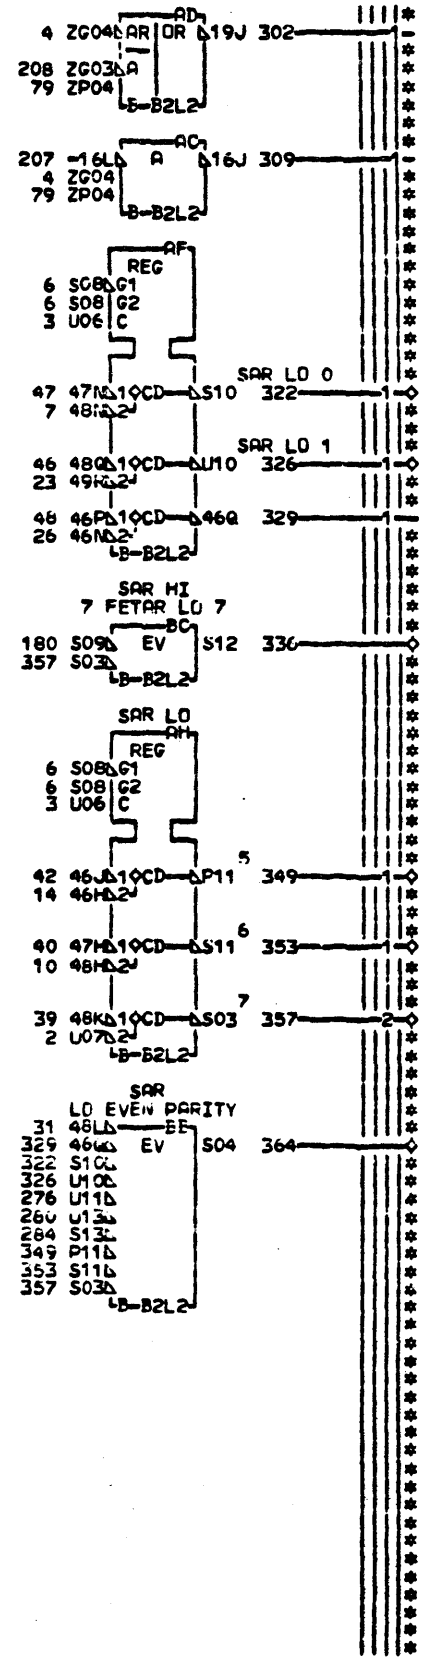 AD
4 ZG04 AR OR 19J 302 1
208 ZG03 A
79 ZP04
B-B2L2
AC
207 -16L A 16J 309 1
4 ZG04
79 ZP04
B-B2L2
AF
REG
6 S08 G1
6 S08 G2
3 U06 C
SAR LO 0
47 1 CD S10 322 1
7 2
SAR LO 1
46 48Q 1 CD U10 326 1
23 2
48 46P 1 CD 46Q 329 1
26 46N 2
B-B2L2
SAR HI
7 FETAR LO 7
BC
180 S09 EV S12 336
357 S03
B-B2L2
SAR LO
AH
REG
6 S08 G1
6 S08 G2
3 U06 C
5
42 46J 1 CD P11 349 1
14 46H 2
6
40 47H 1 CD S11 353 1
10 48H 2
7
39 48K 1 CD S03 357 2
2 U07 2
B-B2L2
SAR
LO EVEN PARITY
31 48L BE
329 EV S04 364
322 S10
326 U10
276 U11
280 U13
284 S13
349 P11
353 S11
357 S03
B-B2L2